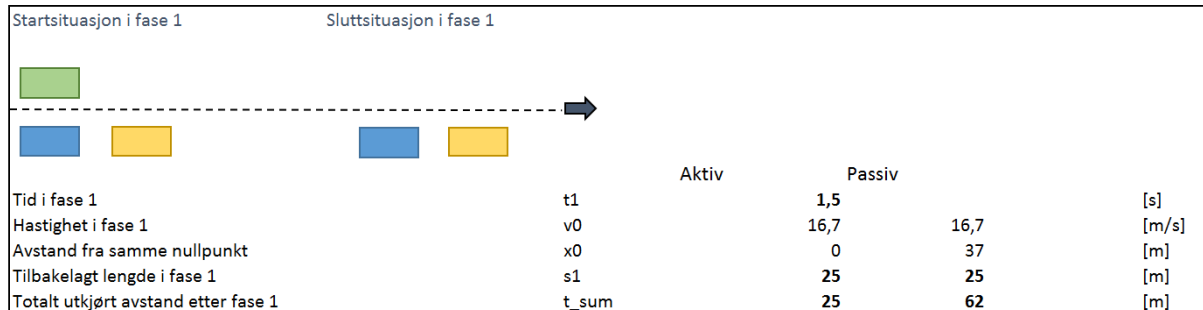 Startsituasjon i fase 1 Sluttsituasjon i fase 1
Aktiv Passiv
Tid i fase 1 t1 1,5 [s]
Hastighet i fase 1 v0 16,7 16,7 [m/s]
Avstand fra samme nullpunkt x0 0 37 [m]
Tilbakelagt lengde i fase 1 s1 25 25 [m]
Totalt utkjørt avstand etter fase 1 t_sum 25 62 [m]